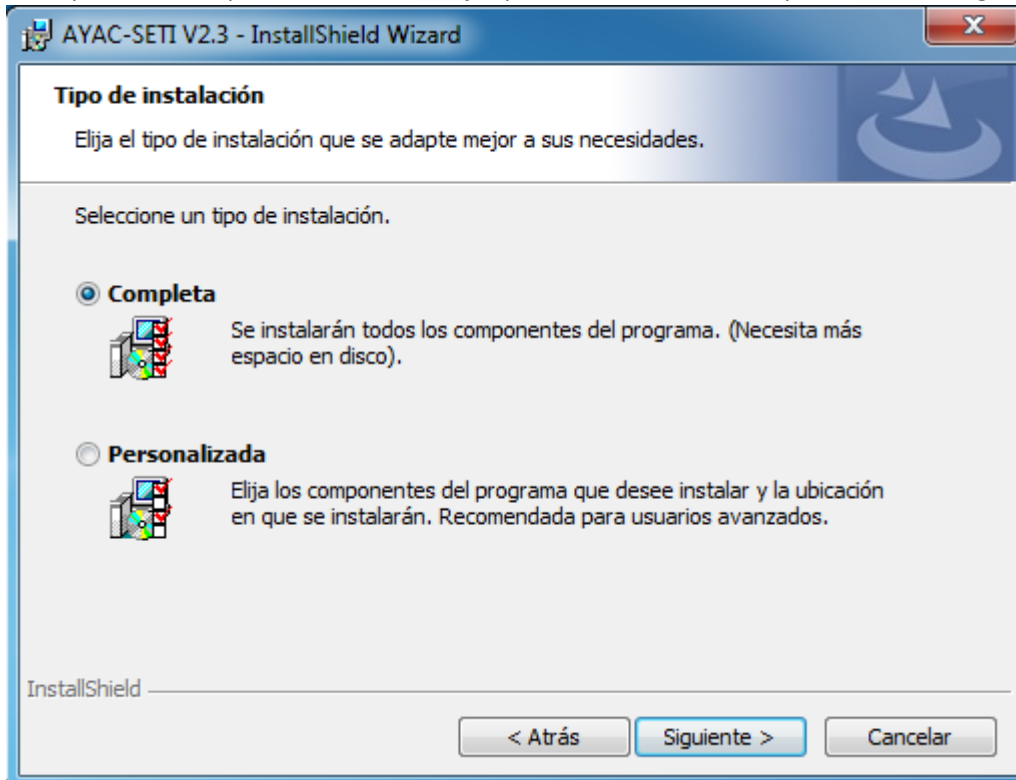 AYAC-SETI V2.3 - InstallShield Wizard
Tipo de instalación
Elija el tipo de instalación que se adapte mejor a sus necesidades.
Seleccione un tipo de instalación.
Completa
Se instalarán todos los componentes del programa. (Necesita más
espacio en disco).
Personalizada
Elija los componentes del programa que desee instalar y la ubicación
en que se instalarán. Recomendada para usuarios avanzados.
InstallShield
< Atrás
Siguiente >
Cancelar